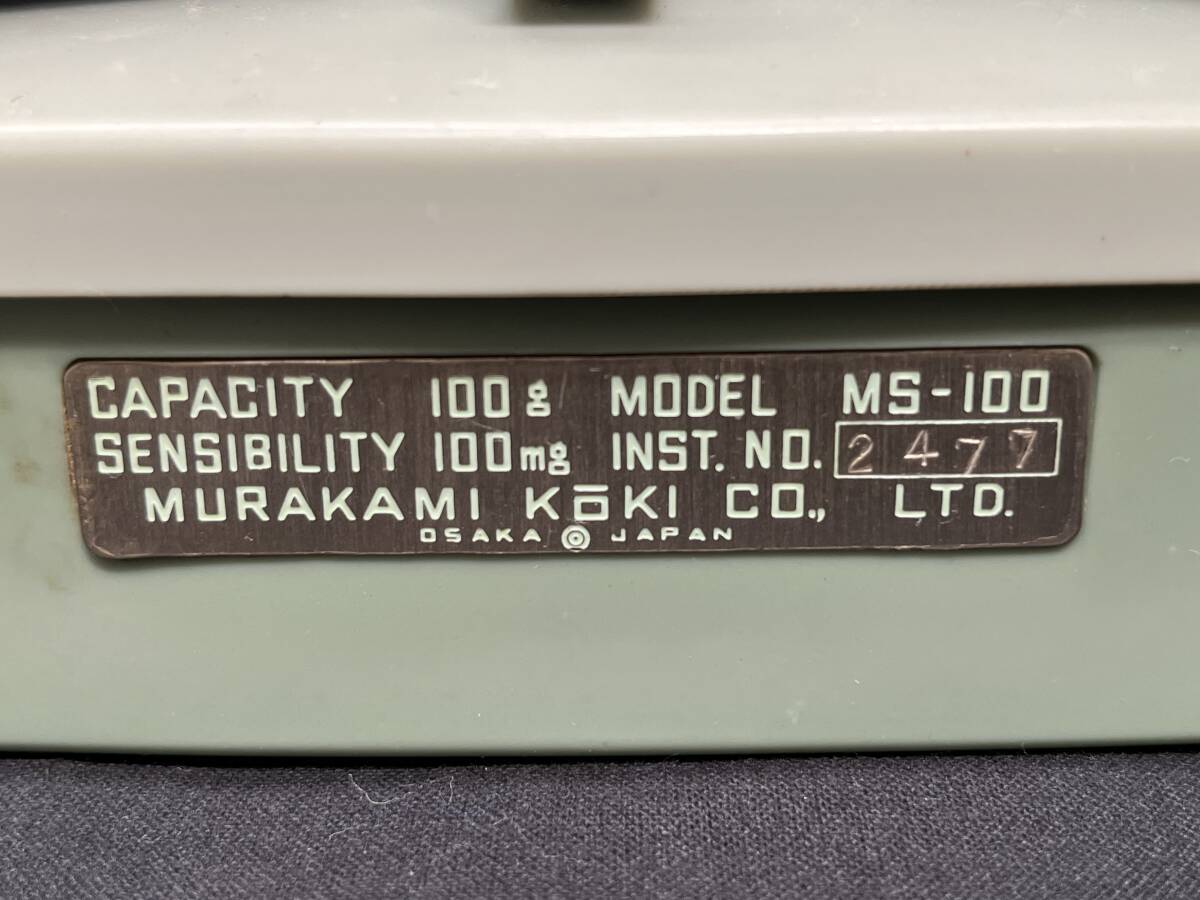 CAPACITY 100g MODEL MS-100
SENSIBILITY 100mg INST. NO. 2477
MURAKAMI KŌKI CO., LTD.
OSAKA JAPAN